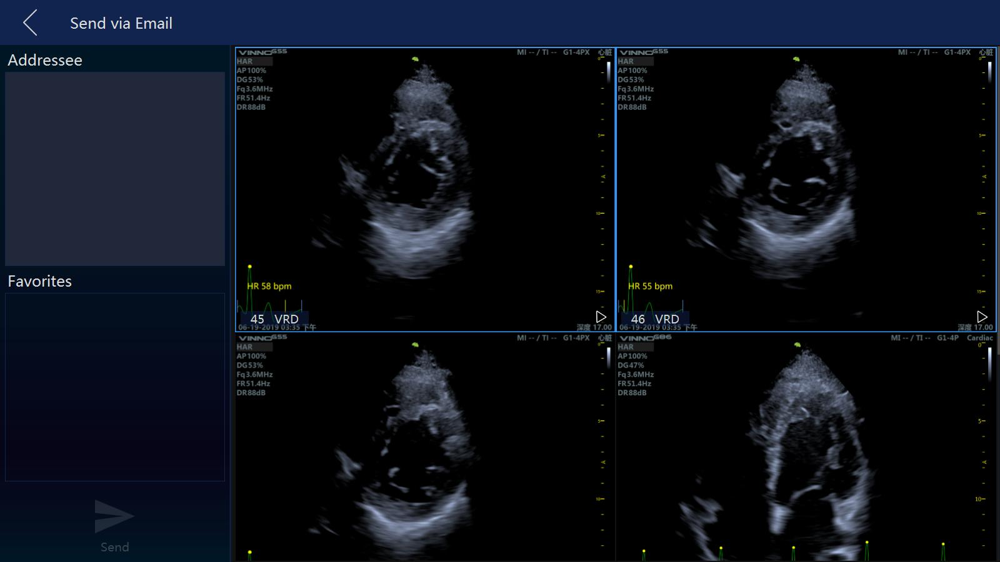 Send via Email
Addressee
Favorites
Send
VINNO G55 MI -- / TI -- G1-4PX 心脏
HAR
AP100%
DG53%
Fq3.6MHz
FR51.4Hz
DR88dB
0
5
10
15
HR 58 bpm
45 VRD
06-19-2019 03:35 下午 深度 17.00
VINNO G55 MI -- / TI -- G1-4PX 心脏
HAR
AP100%
DG53%
Fq3.6MHz
FR51.4Hz
DR88dB
0
5
10
15
HR 55 bpm
46 VRD
06-19-2019 03:35 下午 深度 17.00
VINNO G55 MI -- / TI -- G1-4PX 心脏
HAR
AP100%
DG53%
Fq3.6MHz
FR51.4Hz
DR88dB
0
5
10
VINNO G86 MI -- / TI -- G1-4P Cardiac
HAR
AP100%
DG47%
Fq3.6MHz
FR51.4Hz
DR88dB
0
5
10